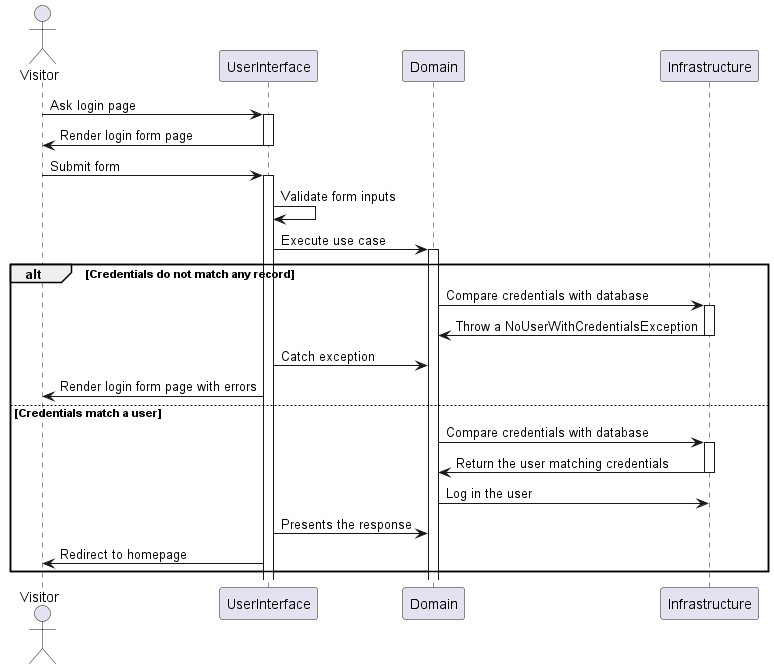 Visitor
UserInterface
Domain
Infrastructure
Ask login page
Render login form page
Submit form
Validate form inputs
Execute use case
alt
[Credentials do not match any record]
Compare credentials with database
Throw a NoUserWithCredentialsException
Catch exception
Render login form page with errors
[Credentials match a user]
Compare credentials with database
Return the user matching credentials
Log in the user
Presents the response
Redirect to homepage
Visitor
UserInterface
Domain
Infrastructure